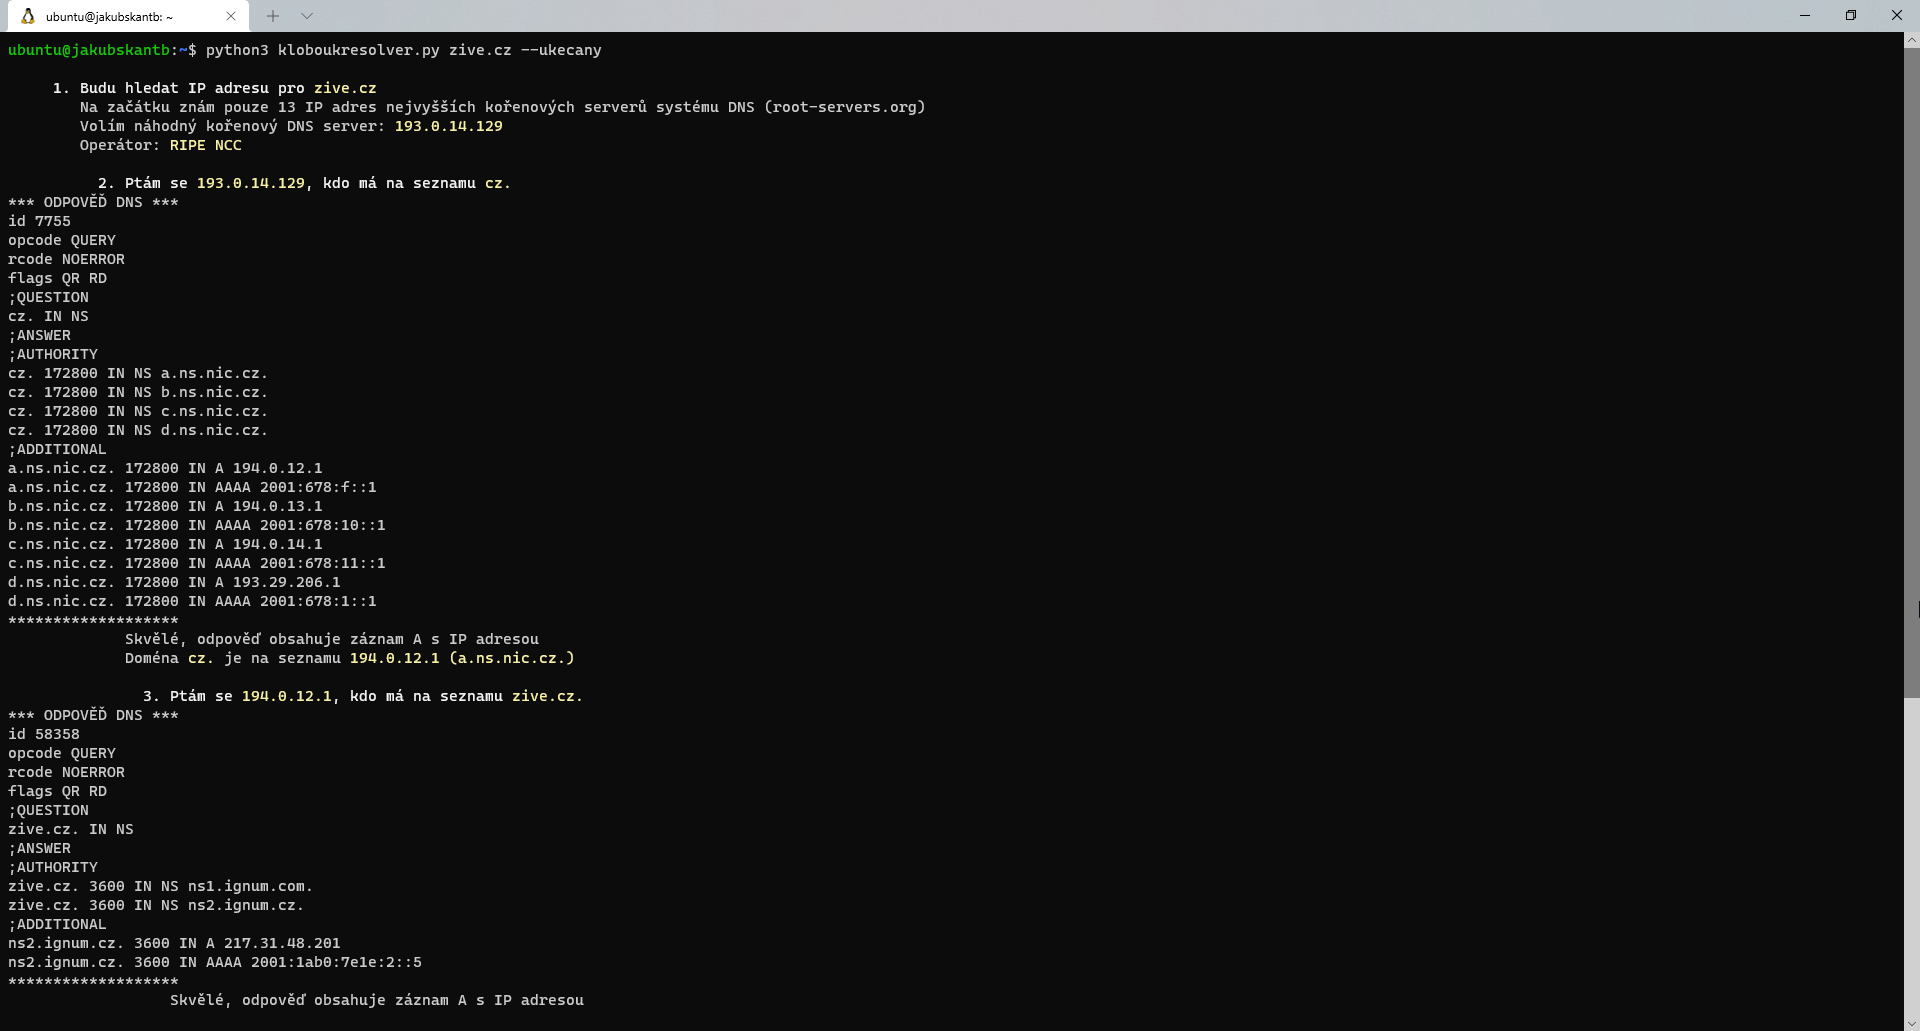 ubuntu@jakubskantb: ~
ubuntu@jakubskantb:~$ python3 kloboukresolver.py zive.cz --ukecany
1. Budu hledat IP adresu pro zive.cz
Na začátku znám pouze 13 IP adres nejvyšších kořenových serverů systému DNS (root-servers.org)
Volím náhodný kořenový DNS server: 193.0.14.129
Operátor: RIPE NCC
2. Ptám se 193.0.14.129, kdo má na seznamu cz.
*** ODPOVĚĎ DNS ***
id 7755
opcode QUERY
rcode NOERROR
flags QR RD
;QUESTION
cz. IN NS
;ANSWER
;AUTHORITY
cz. 172800 IN NS a.ns.nic.cz.
cz. 172800 IN NS b.ns.nic.cz.
cz. 172800 IN NS c.ns.nic.cz.
cz. 172800 IN NS d.ns.nic.cz.
;ADDITIONAL
a.ns.nic.cz. 172800 IN A 194.0.12.1
a.ns.nic.cz. 172800 IN AAAA 2001:678:f::1
b.ns.nic.cz. 172800 IN A 194.0.13.1
b.ns.nic.cz. 172800 IN AAAA 2001:678:10::1
c.ns.nic.cz. 172800 IN A 194.0.14.1
c.ns.nic.cz. 172800 IN AAAA 2001:678:11::1
d.ns.nic.cz. 172800 IN A 193.29.206.1
d.ns.nic.cz. 172800 IN AAAA 2001:678:1::1
*******************
Skvělé, odpověď obsahuje záznam A s IP adresou
Doména cz. je na seznamu 194.0.12.1 (a.ns.nic.cz.)
3. Ptám se 194.0.12.1, kdo má na seznamu zive.cz.
*** ODPOVĚĎ DNS ***
id 58358
opcode QUERY
rcode NOERROR
flags QR RD
;QUESTION
zive.cz. IN NS
;ANSWER
;AUTHORITY
zive.cz. 3600 IN NS ns1.ignum.com.
zive.cz. 3600 IN NS ns2.ignum.cz.
;ADDITIONAL
ns2.ignum.cz. 3600 IN A 217.31.48.201
ns2.ignum.cz. 3600 IN AAAA 2001:1ab0:7e1e:2::5
*******************
Skvělé, odpověď obsahuje záznam A s IP adresou